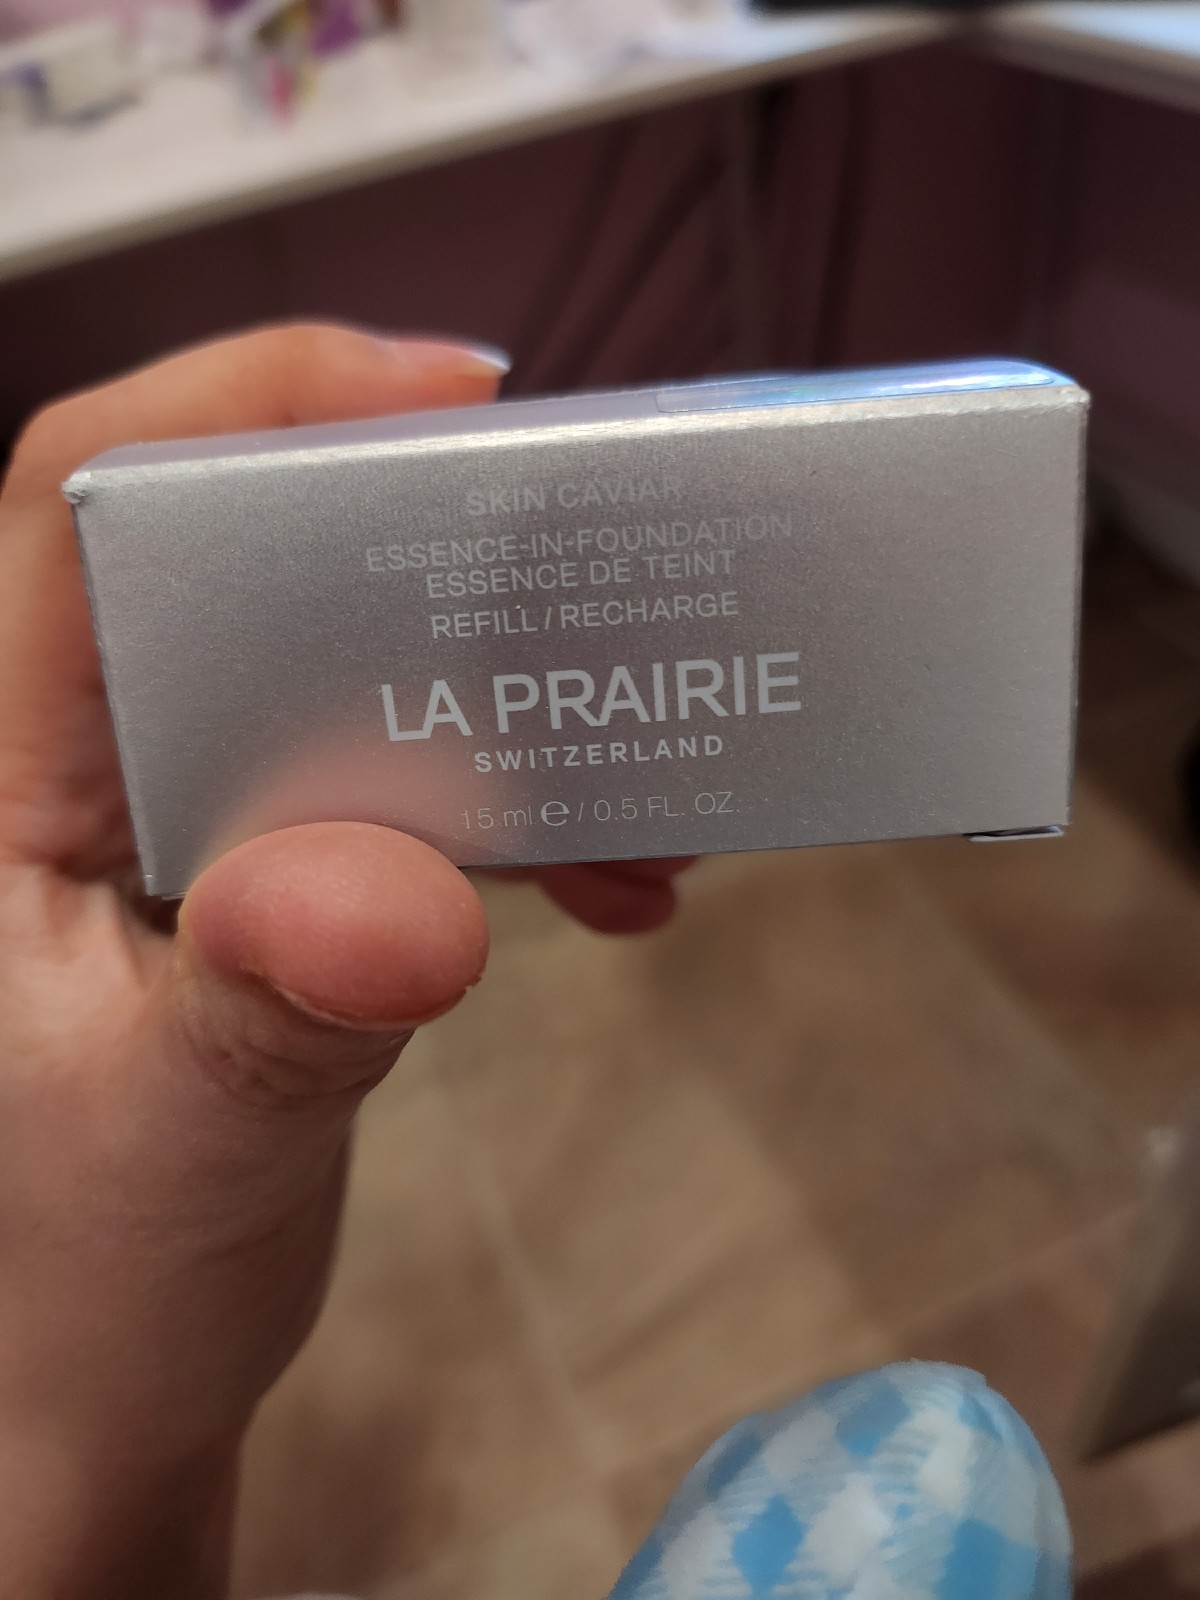 SKIN CAVIAR
ESSENCE-IN-FOUNDATION
ESSENCE DE TEINT
REFILL/RECHARGE
LA PRAIRIE
SWITZERLAND
15 ml ℮ / 0.5 FL. OZ.